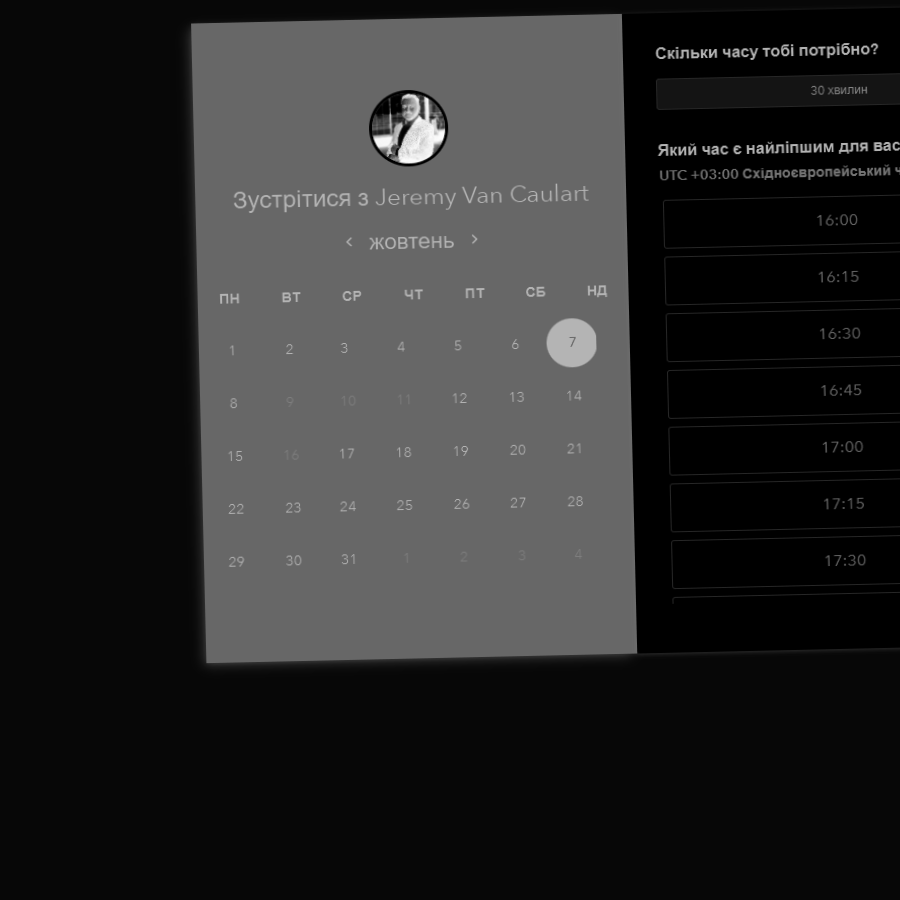 Зустрітися з Jeremy Van Caulart
жовтень
ПН ВТ СР ЧТ ПТ СБ НД
1 2 3 4 5 6 7
8 9 10 11 12 13 14
15 16 17 18 19 20 21
22 23 24 25 26 27 28
29 30 31 1 2 3 4
Скільки часу тобі потрібно?
30 хвилин
Який час є найліпшим для вас
UTC +03:00 Східноєвропейський
16:00
16:15
16:30
16:45
17:00
17:15
17:30